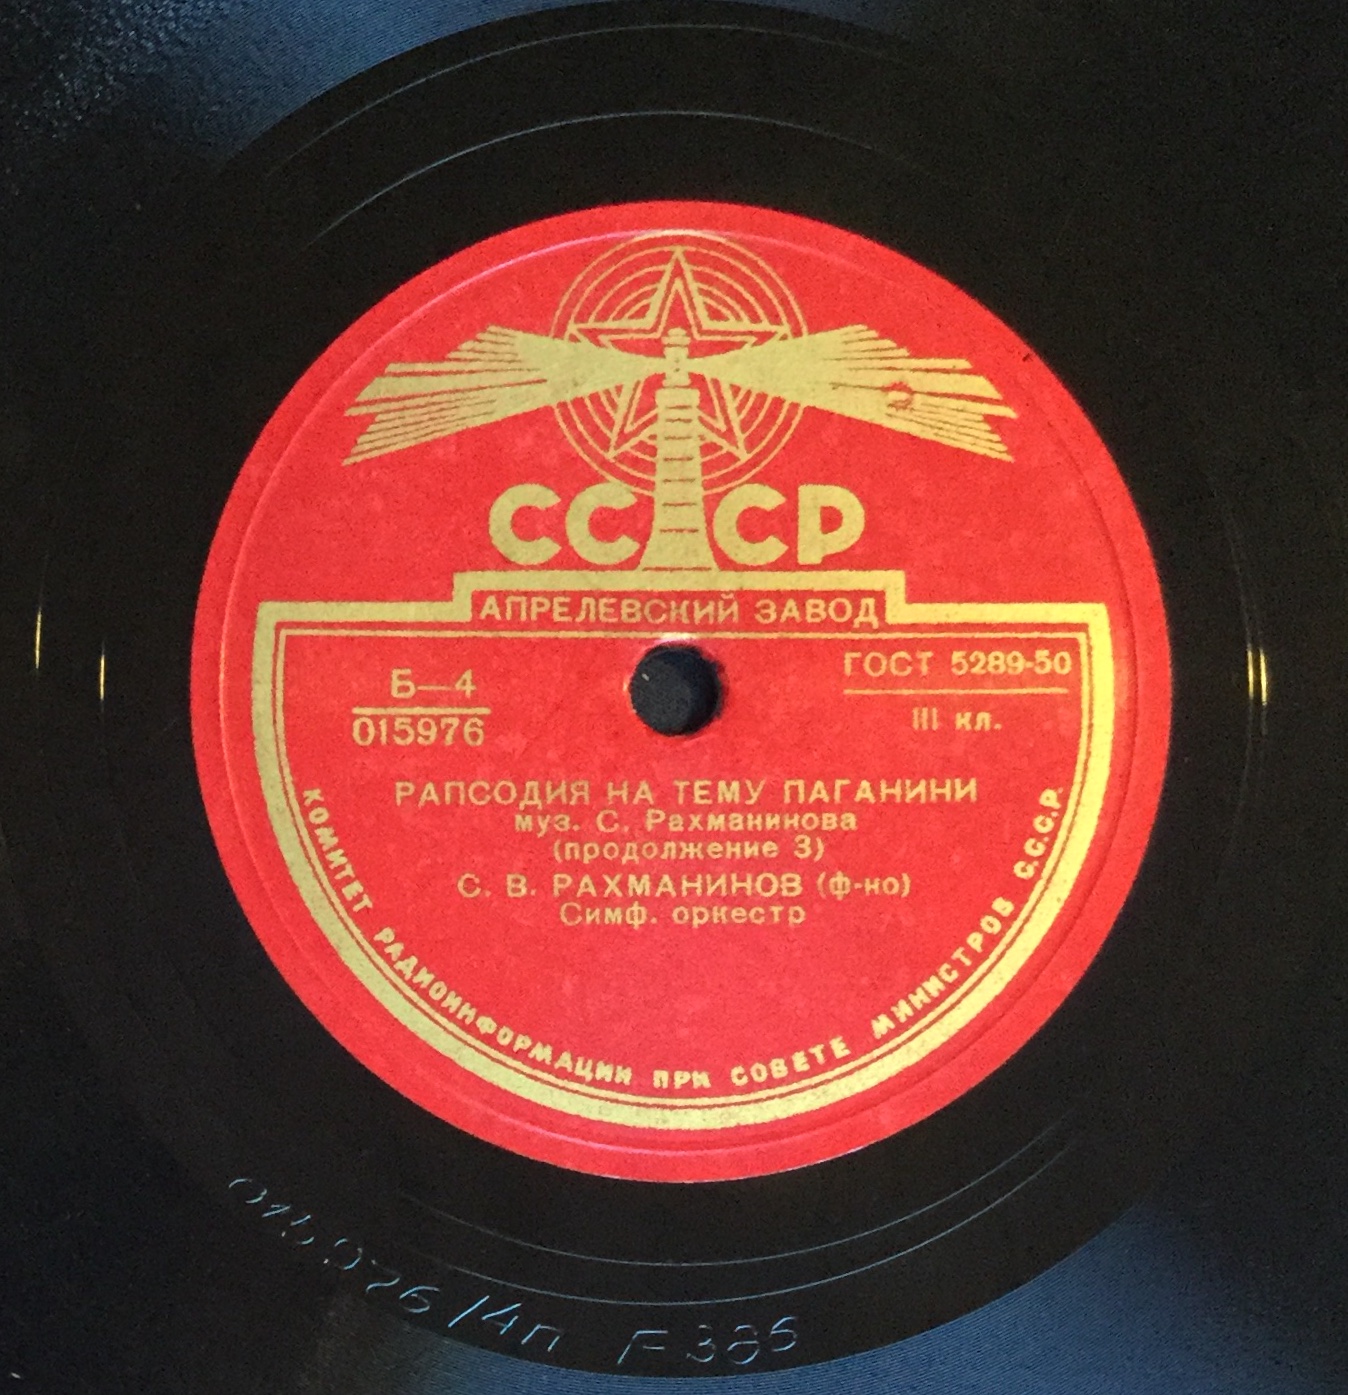 СССР
АПРЕЛЕВСКИЙ ЗАВОД
Б—4
015976
ГОСТ 5289-50
III кл.
РАПСОДИЯ НА ТЕМУ ПАГАНИНИ
муз. С. Рахманинова
(продолжение 3)
С. В. РАХМАНИНОВ (ф-но)
Симф. оркестр
КОМИТЕТ РАДИОИНФОРМАЦИИ ПРИ СОВЕТЕ МИНИСТРОВ С.С.С.Р.